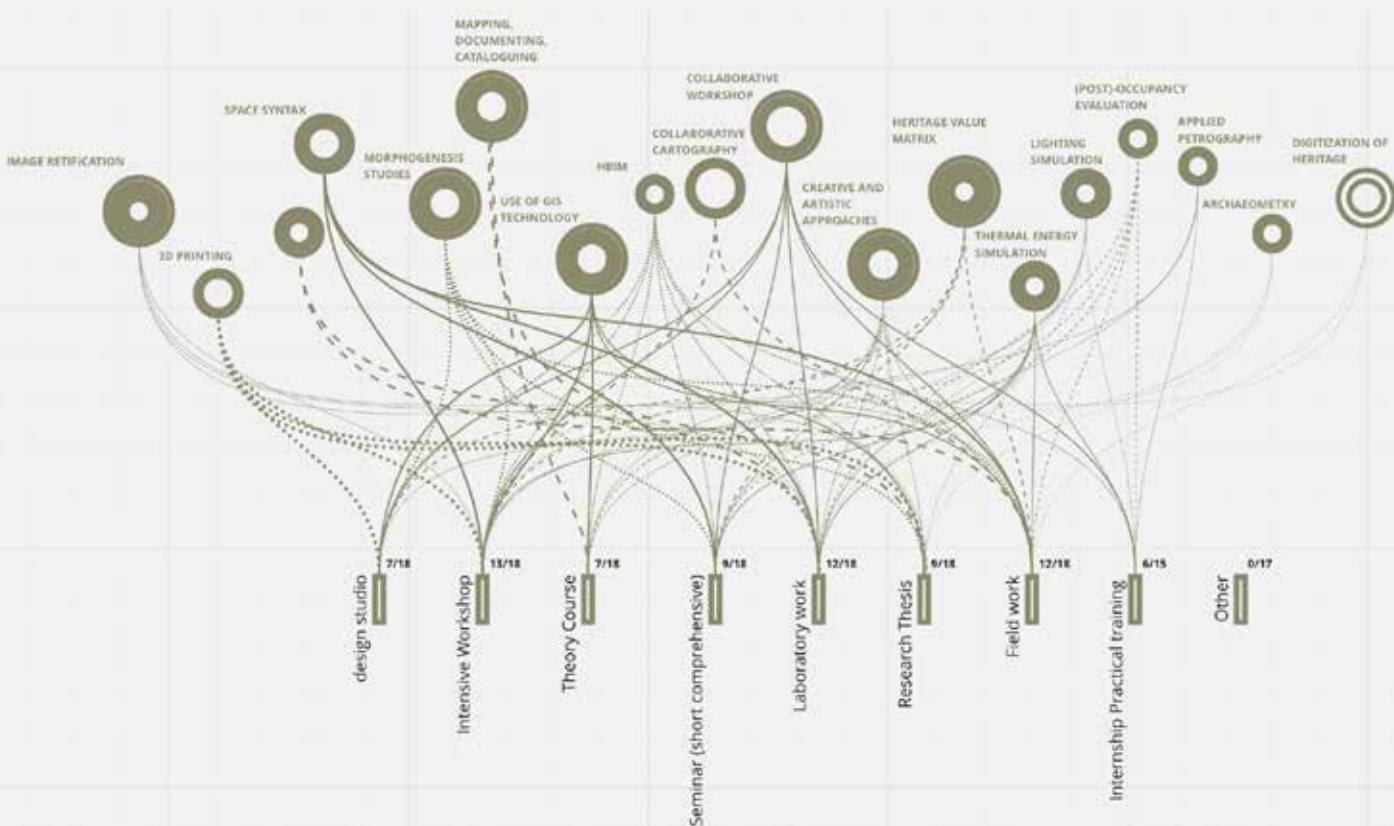 MAPPING,
DOCUMENTING,
CATALOGUING
SPACE SYNTAX
COLLABORATIVE
WORKSHOP
(POST)-OCCUPANCY
EVALUATION
IMAGE RETIFICATION
MORPHOGENESIS
STUDIES
HBIM
COLLABORATIVE
CARTOGRAPHY
HERITAGE VALUE
MATRIX
LIGHTING
SIMULATION
APPLIED
PETROGRAPHY
DIGITIZATION OF
HERITAGE
3D PRINTING
USE OF GIS
TECHNOLOGY
CREATIVE AND
ARTISTIC
APPROACHES
THERMAL ENERGY
SIMULATION
ARCHAEOMETRY
7/18
13/18
7/18
9/18
12/18
9/18
12/18
6/15
0/17
design studio
Intensive Workshop
Theory Course
Seminar (short comprehensive)
Laboratory work
Research Thesis
Field work
Internship Practical training
Other